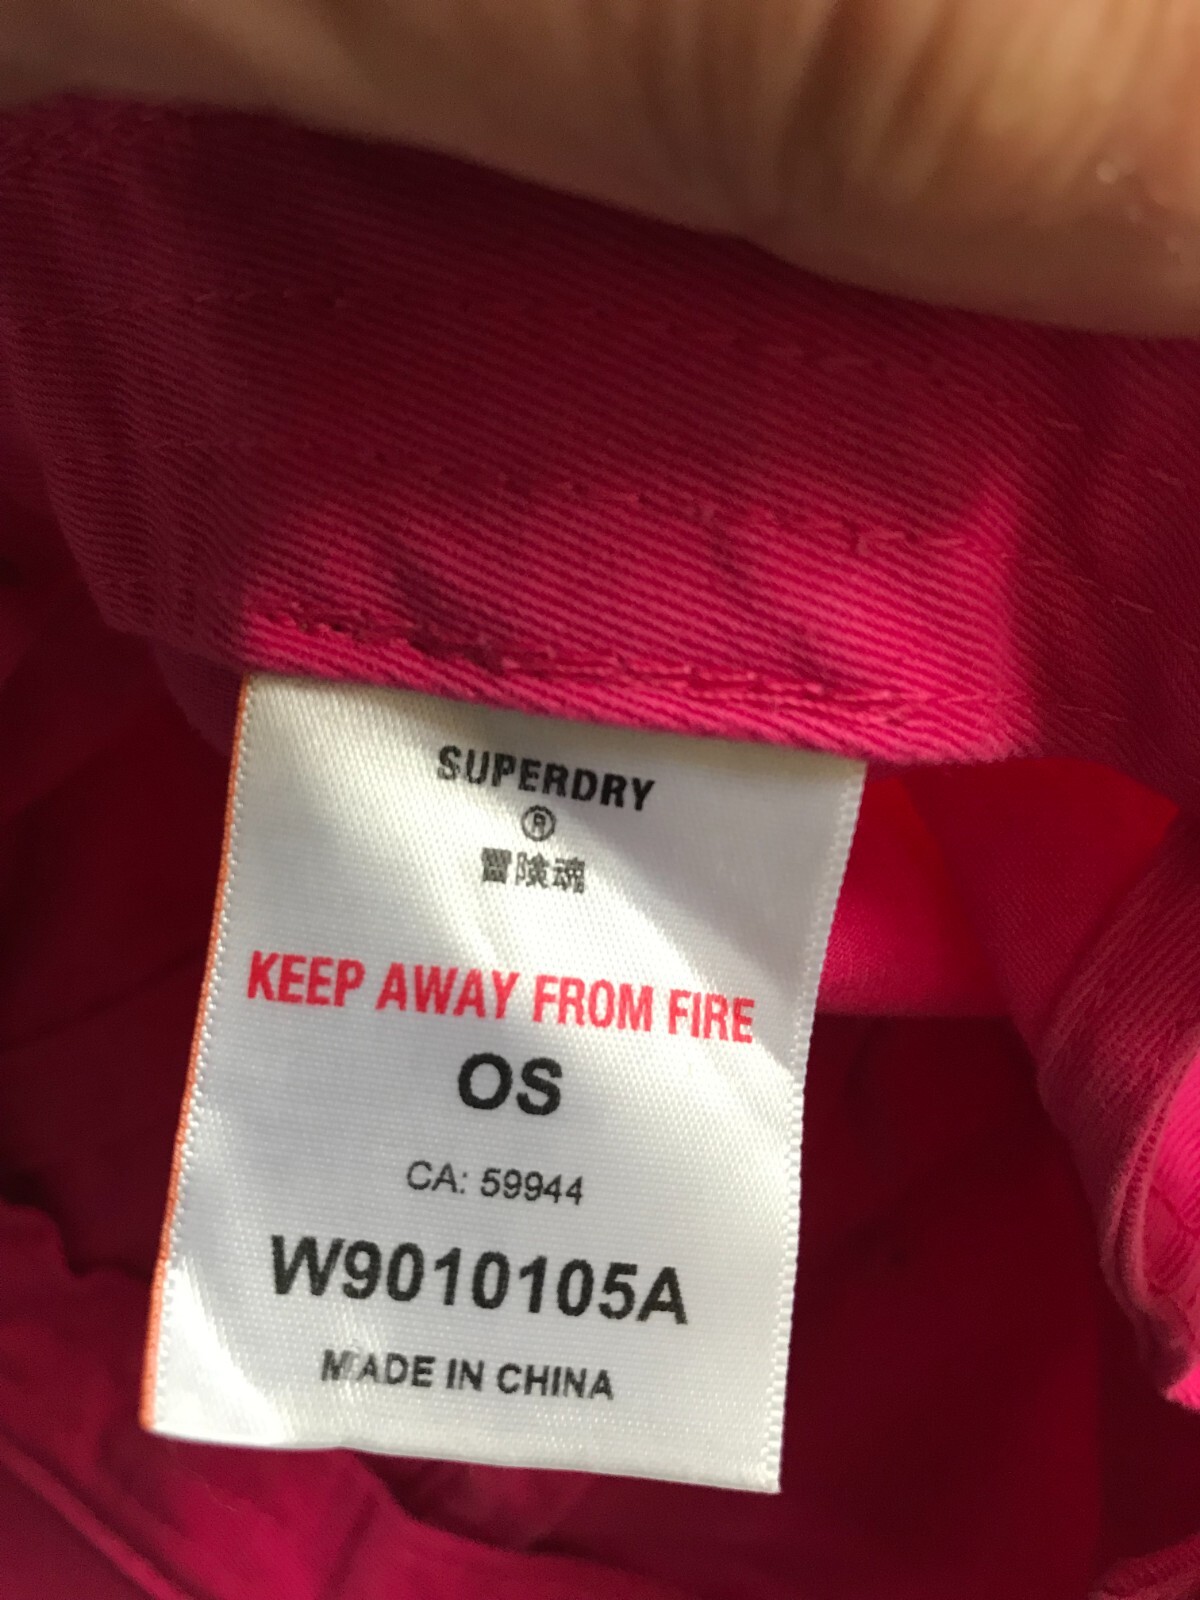 SUPERDRY
®
冒険魂
KEEP AWAY FROM FIRE
OS
CA: 59944
W9010105A
MADE IN CHINA